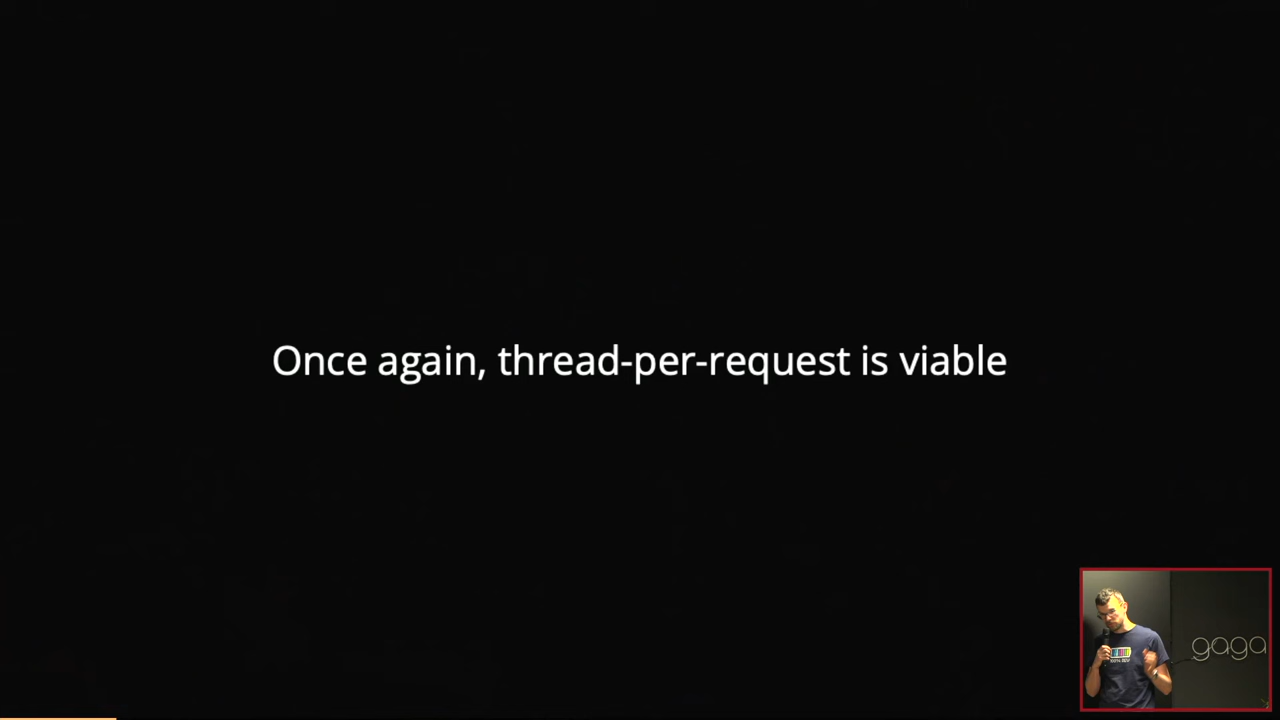 Once again, thread-per-request is viable
gaga